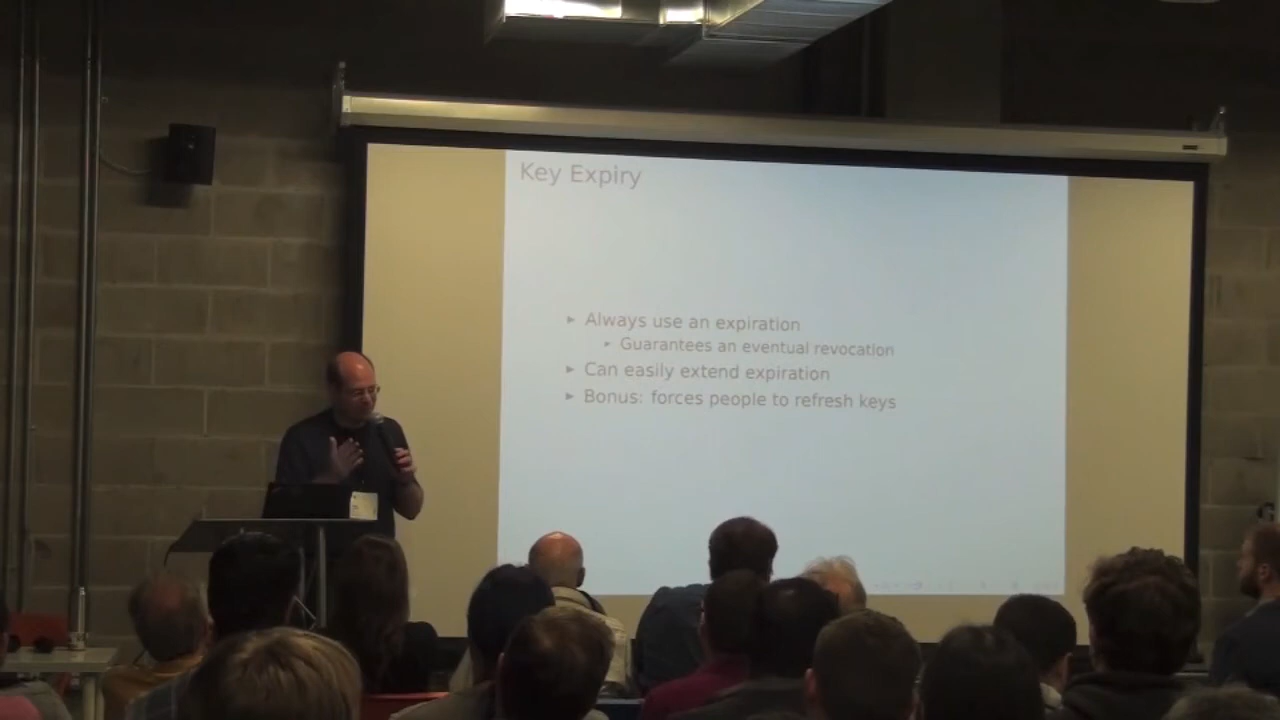 Key Expiry
▸ Always use an expiration
▸ Guarantees an eventual revocation
▸ Can easily extend expiration
▸ Bonus: forces people to refresh keys